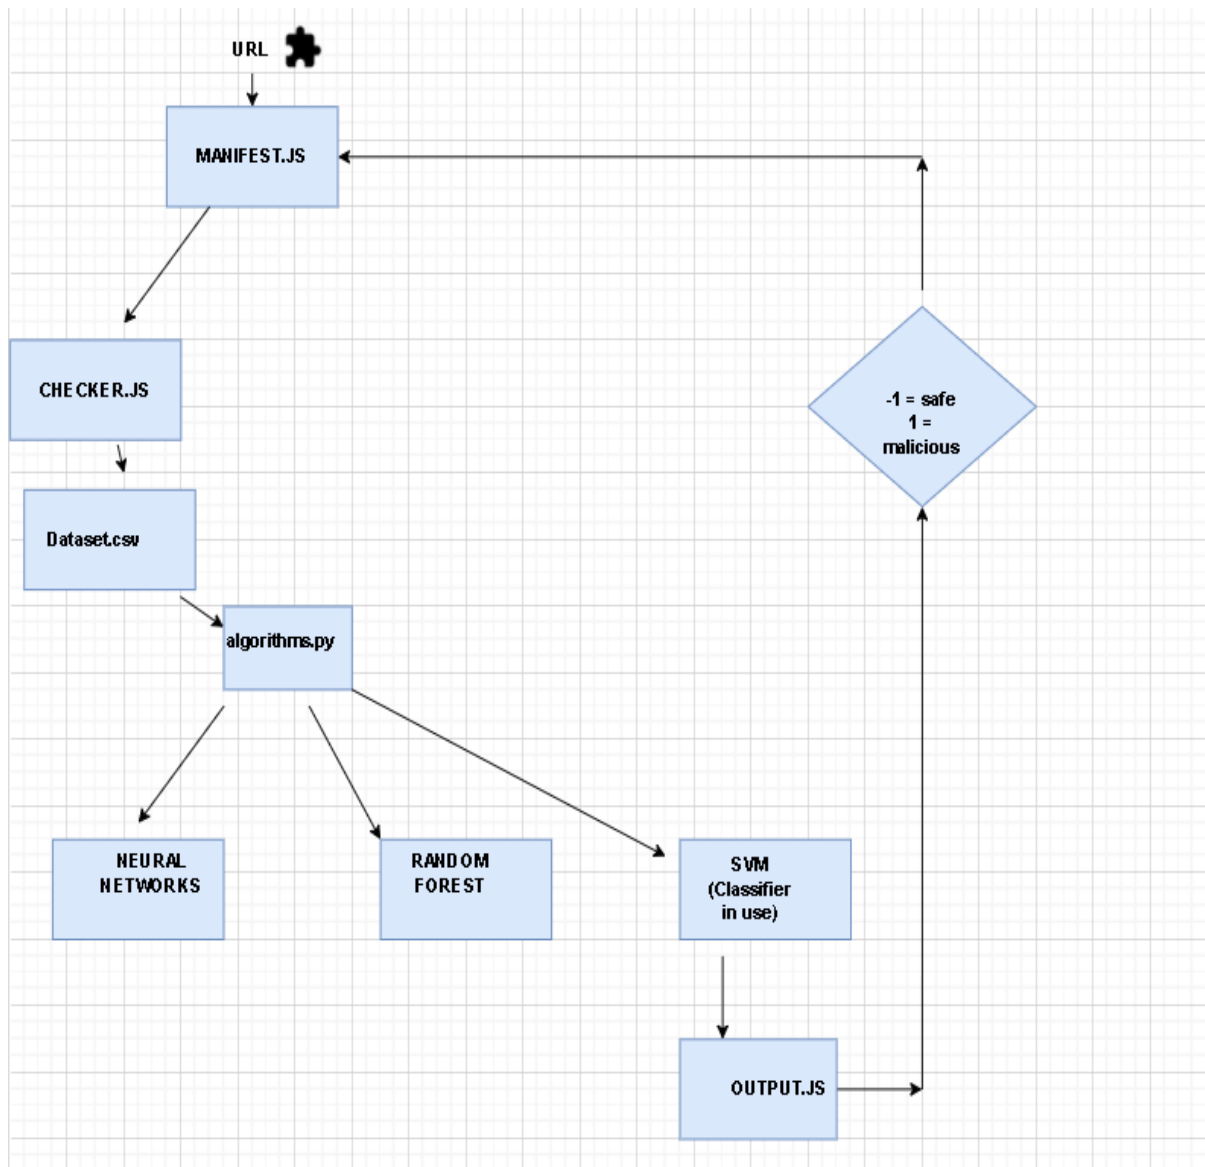 URL
MANIFEST.JS
CHECKER.JS
-1 = safe
1 =
malicious
Dataset.csv
algorithms.py
NEURAL
NETWORKS
RANDOM
FOREST
SVM
(Classifier
in use)
OUTPUT.JS